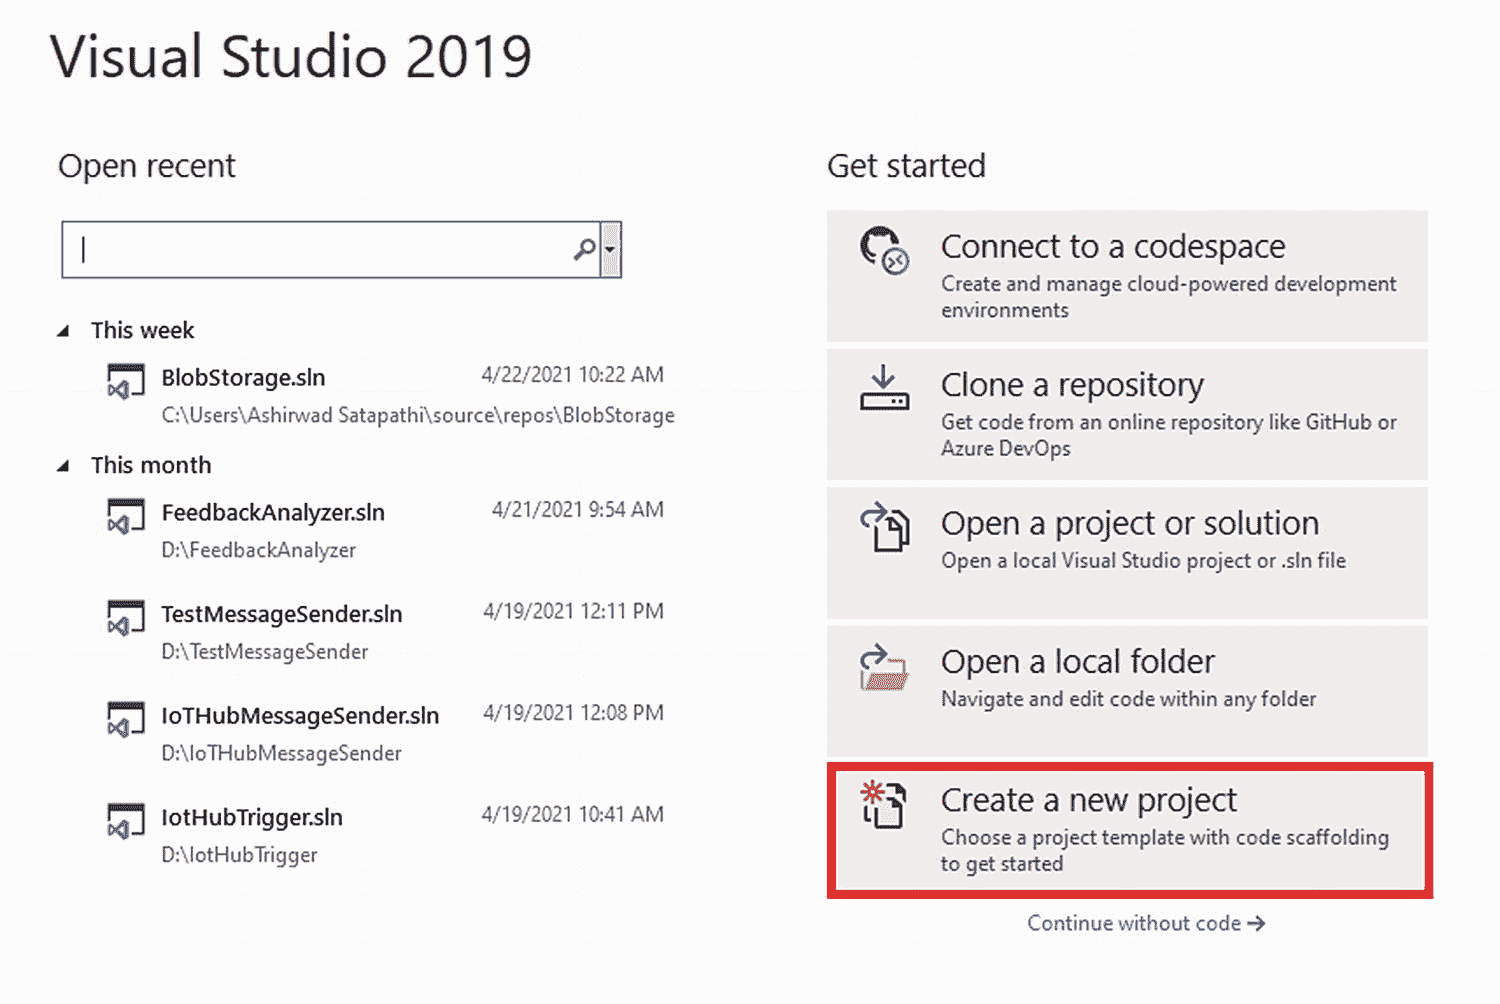 Visual Studio 2019
Open recent
This week
BlobStorage.sln 4/22/2021 10:22 AM
C:\Users\Ashirwad Satapathi\source\repos\BlobStorage
This month
FeedbackAnalyzer.sln 4/21/2021 9:54 AM
D:\FeedbackAnalyzer
TestMessageSender.sln 4/19/2021 12:11 PM
D:\TestMessageSender
IoTHubMessageSender.sln 4/19/2021 12:08 PM
D:\IoTHubMessageSender
IotHubTrigger.sln 4/19/2021 10:41 AM
D:\IotHubTrigger
Get started
Connect to a codespace
Create and manage cloud-powered development
environments
Clone a repository
Get code from an online repository like GitHub or
Azure DevOps
Open a project or solution
Open a local Visual Studio project or .sln file
Open a local folder
Navigate and edit code within any folder
Create a new project
Choose a project template with code scaffolding
to get started
Continue without code →